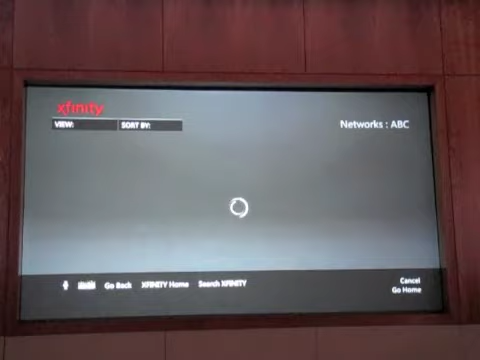 xfinity
VIEW: SORT BY:
Networks : ABC
Go Back XFINITY Home Search XFINITY
Cancel
Go Home